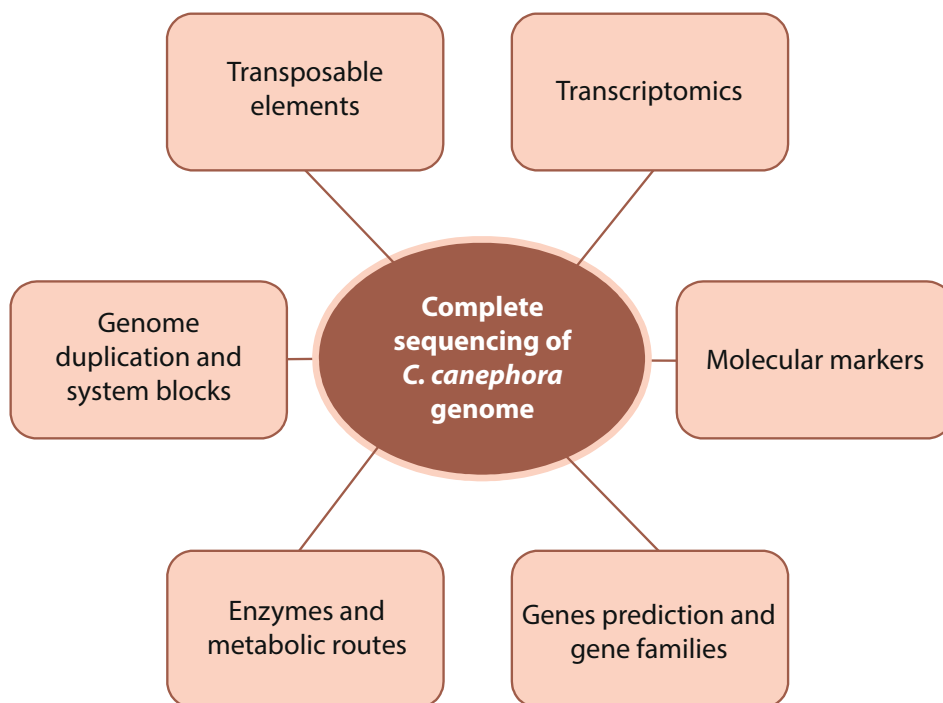 Transposable
elements
Transcriptomics
Genome
duplication and
system blocks
Complete
sequencing of
C. canephora
genome
Molecular markers
Enzymes and
metabolic routes
Genes prediction and
gene families